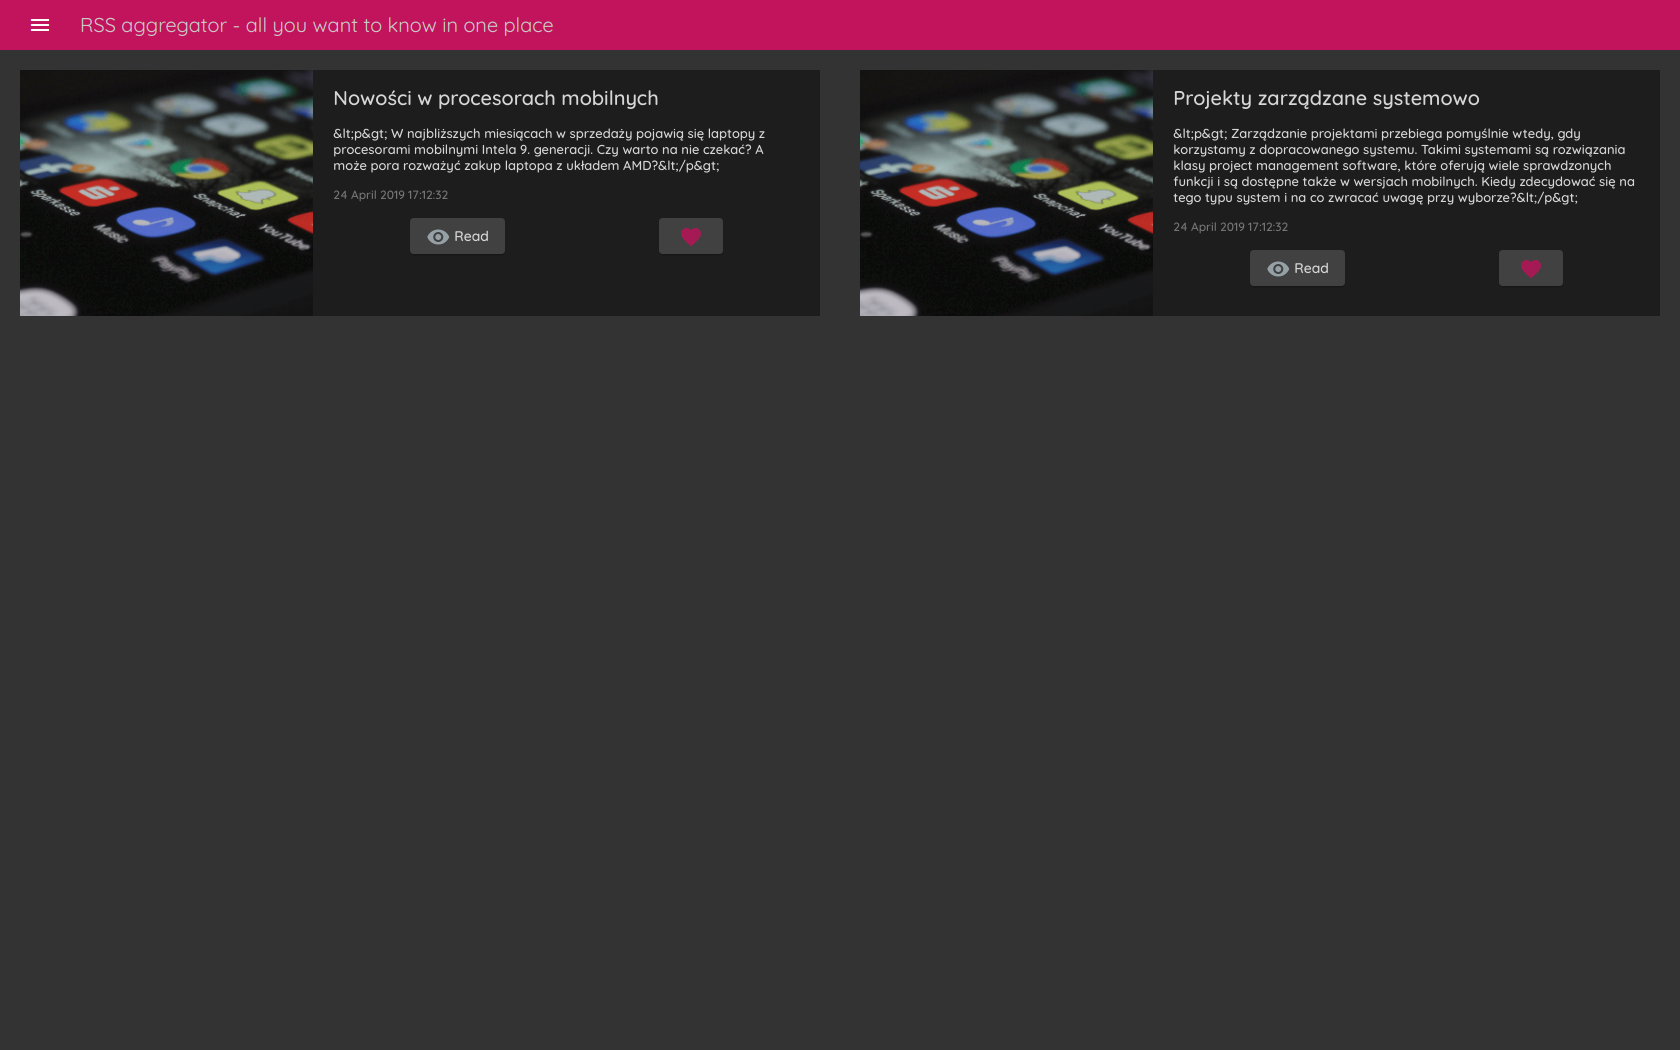 RSS aggregator - all you want to know in one place
Nowości w procesorach mobilnych
&lt;p&gt; W najbliższych miesiącach w sprzedaży pojawią się laptopy z
procesorami mobilnymi Intela 9. generacji. Czy warto na nie czekać? A
może pora rozważyć zakup laptopa z układem AMD?&lt;/p&gt;
24 April 2019 17:12:32
Read
Sparkasse
Snapchat
Music
YouTube
PayPal
Projekty zarządzane systemowo
&lt;p&gt; Zarządzanie projektami przebiega pomyślnie wtedy, gdy
korzystamy z dopracowanego systemu. Takimi systemami są rozwiązania
klasy project management software, które oferują wiele sprawdzonych
funkcji i są dostępne także w wersjach mobilnych. Kiedy zdecydować się na
tego typu system i na co zwracać uwagę przy wyborze?&lt;/p&gt;
24 April 2019 17:12:32
Read
Sparkasse
Snapchat
Music
YouTube
PayPal